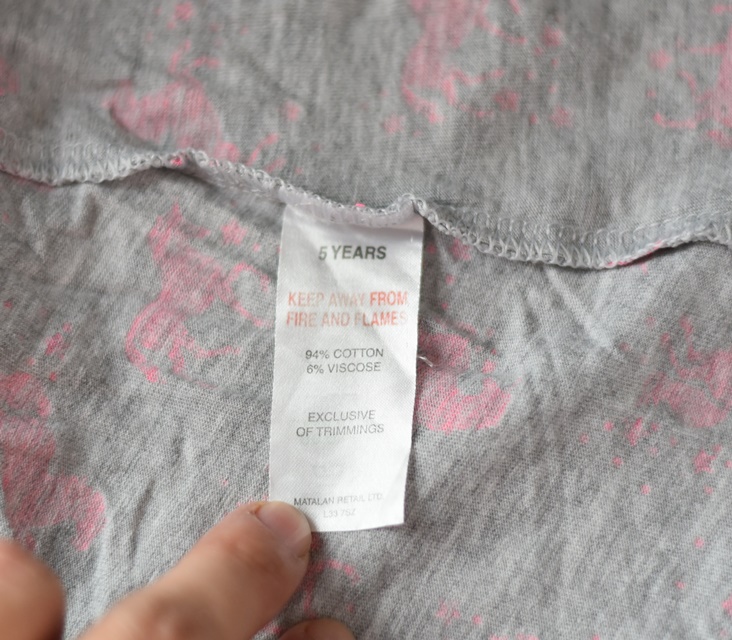 5 YEARS
KEEP AWAY FROM
FIRE AND FLAMES
94% COTTON
6% VISCOSE
EXCLUSIVE
OF TRIMMINGS
MATALAN RETAIL LTD